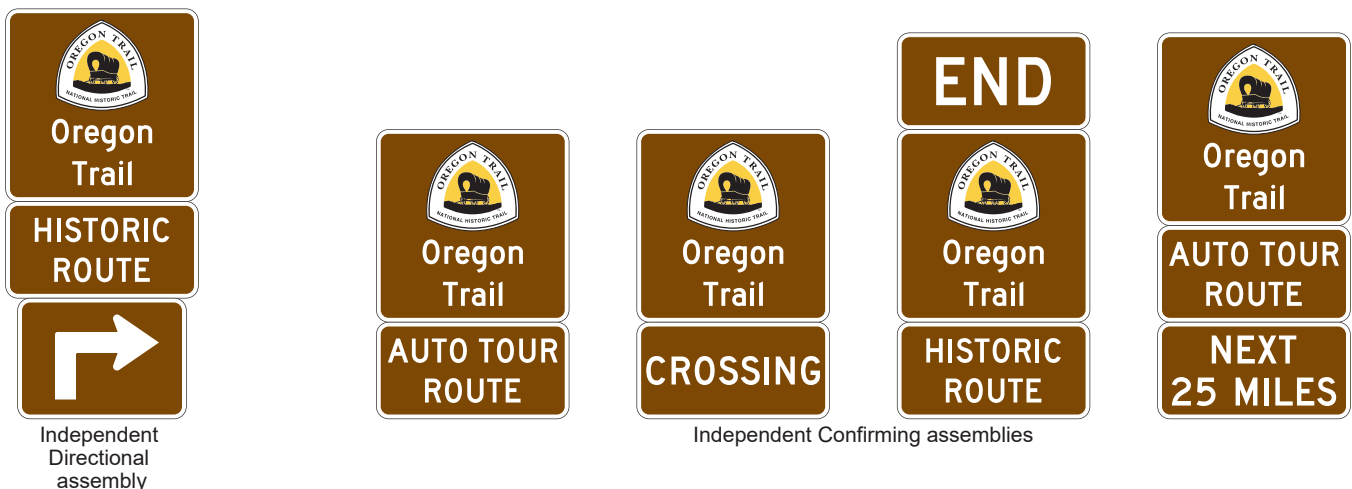 OREGON TRAIL
NATIONAL HISTORIC TRAIL
Oregon
Trail
HISTORIC
ROUTE
Independent
Directional
assembly
OREGON TRAIL
NATIONAL HISTORIC TRAIL
Oregon
Trail
AUTO TOUR
ROUTE
OREGON TRAIL
NATIONAL HISTORIC TRAIL
Oregon
Trail
CROSSING
END
OREGON TRAIL
NATIONAL HISTORIC TRAIL
Oregon
Trail
HISTORIC
ROUTE
OREGON TRAIL
NATIONAL HISTORIC TRAIL
Oregon
Trail
AUTO TOUR
ROUTE
NEXT
25 MILES
Independent Confirming assemblies